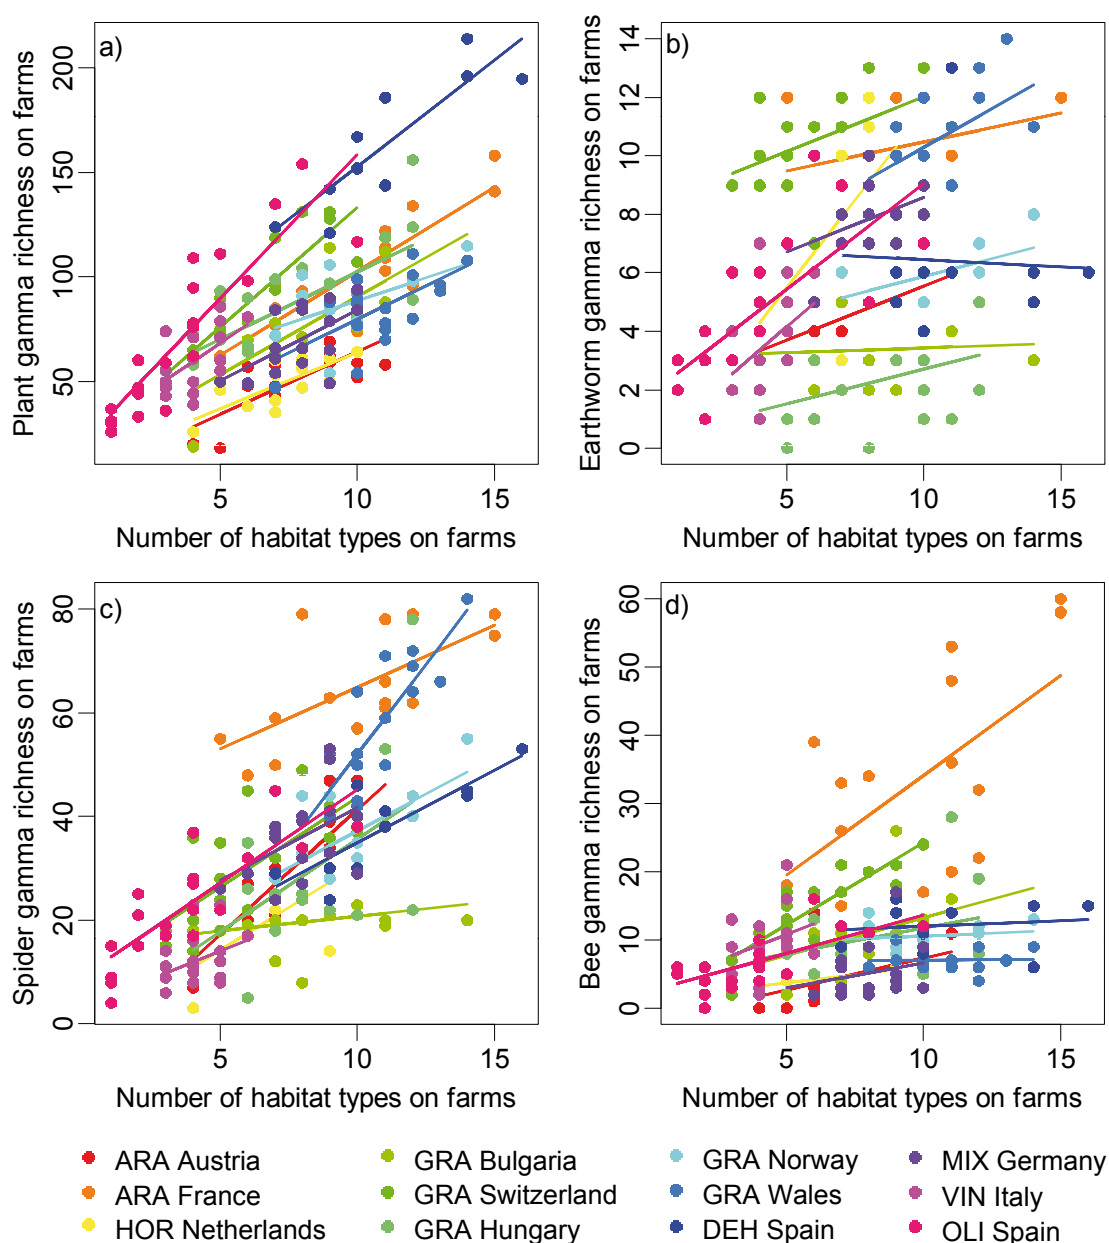 a)
Plant gamma richness on farms
50 100 150 200
5 10 15
Number of habitat types on farms
b)
Earthworm gamma richness on farms
0 2 4 6 8 10 12 14
5 10 15
Number of habitat types on farms
c)
Spider gamma richness on farms
0 20 40 60 80
5 10 15
Number of habitat types on farms
d)
Bee gamma richness on farms
0 10 20 30 40 50 60
5 10 15
Number of habitat types on farms
ARA Austria
ARA France
HOR Netherlands
GRA Bulgaria
GRA Switzerland
GRA Hungary
GRA Norway
GRA Wales
DEH Spain
MIX Germany
VIN Italy
OLI Spain